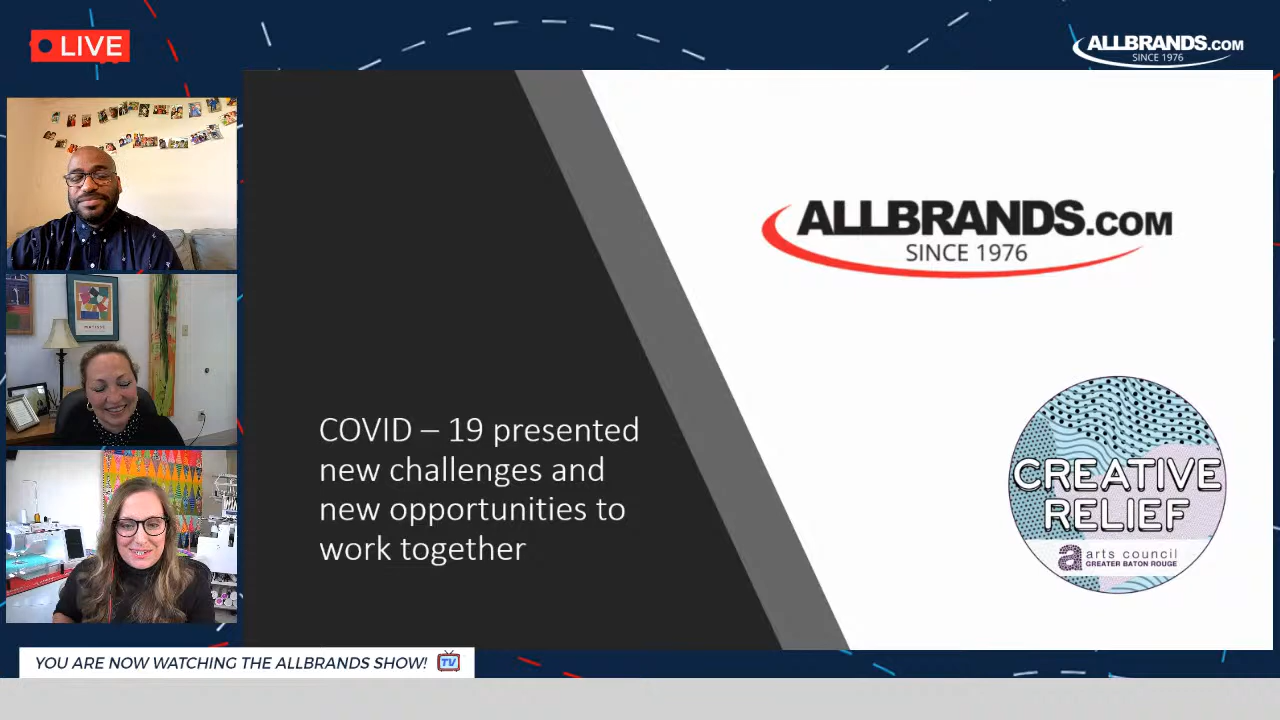 LIVE
ALLBRANDS.COM
SINCE 1976
MATISSE
ALLBRANDS.COM
SINCE 1976
COVID – 19 presented
new challenges and
new opportunities to
work together
CREATIVE
RELIEF
a arts council
GREATER BATON ROUGE
YOU ARE NOW WATCHING THE ALLBRANDS SHOW! TV